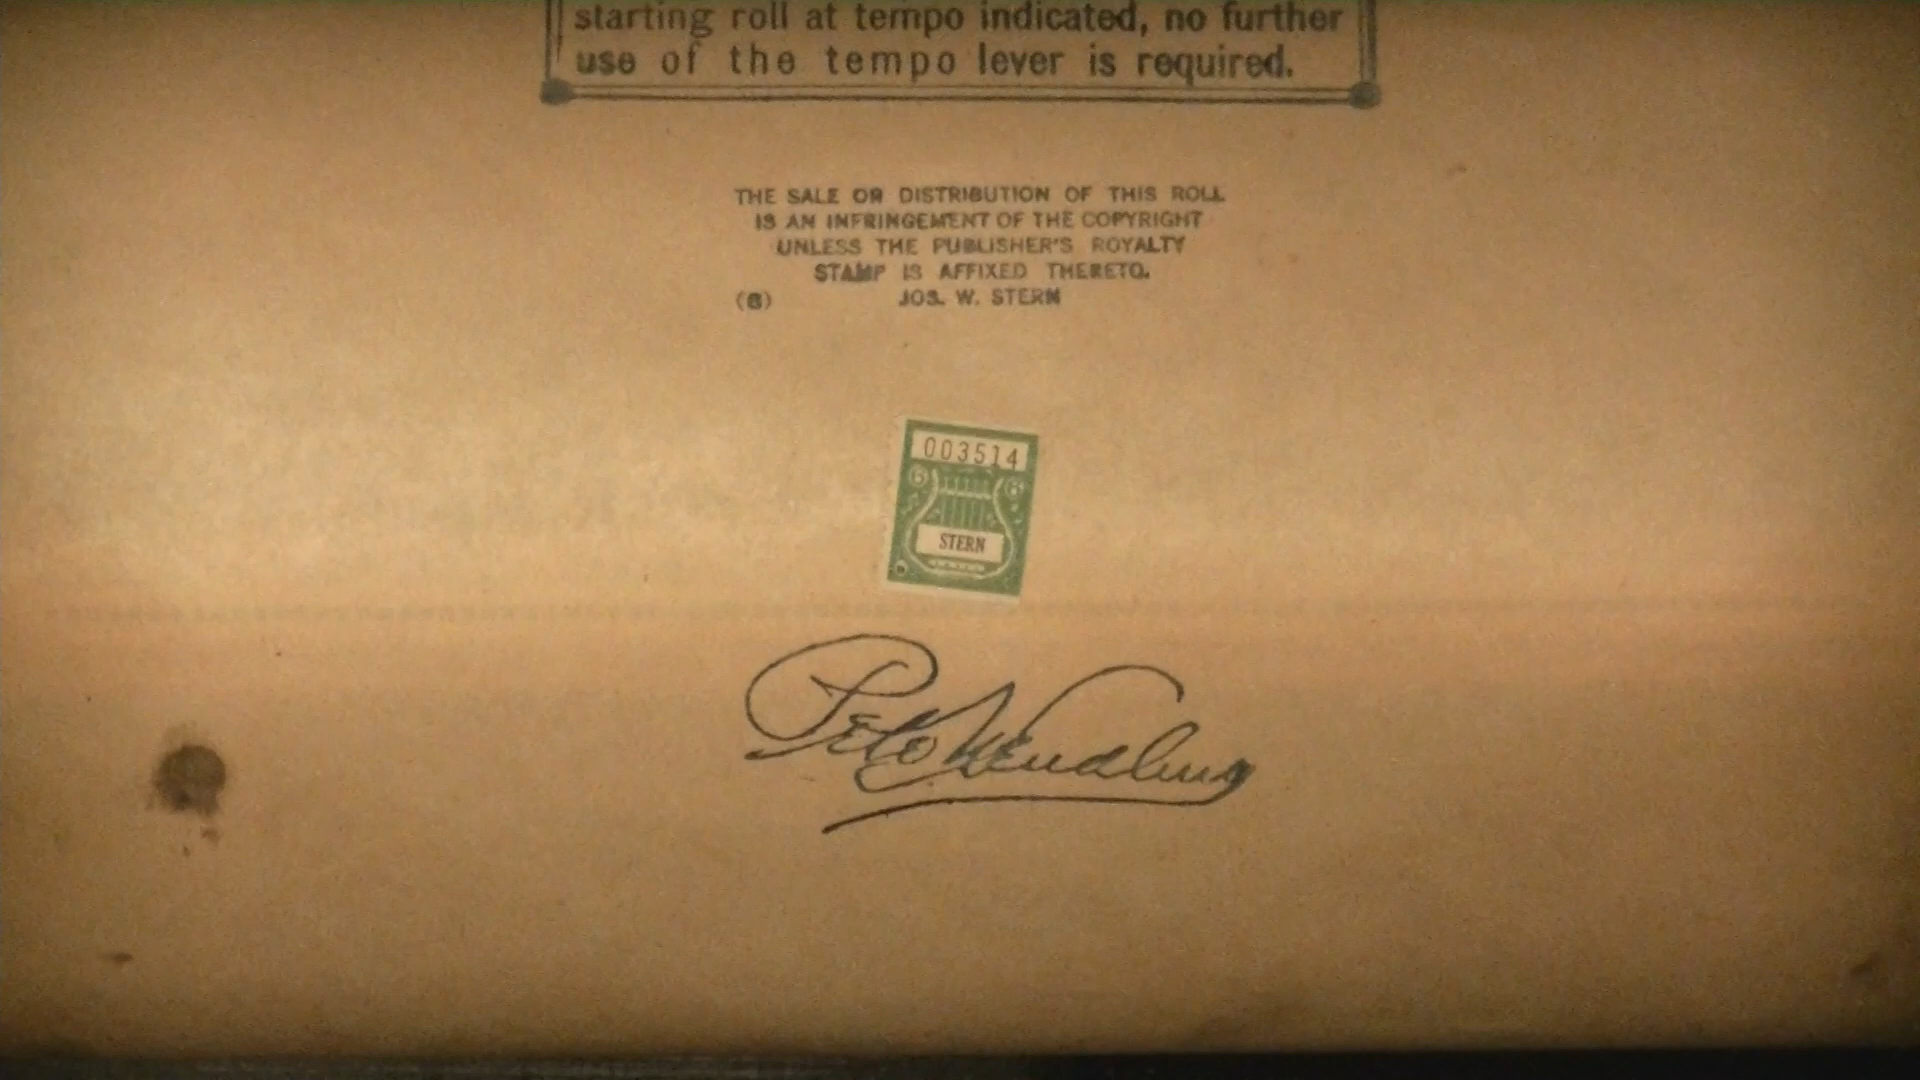 starting roll at tempo indicated, no further
use of the tempo lever is required.
THE SALE OR DISTRIBUTION OF THIS ROLL
IS AN INFRINGEMENT OF THE COPYRIGHT
UNLESS THE PUBLISHER'S ROYALTY
STAMP IS AFFIXED THERETO.
(6) JOS. W. STERN
003514
6 6
STERN
Pete Wendling